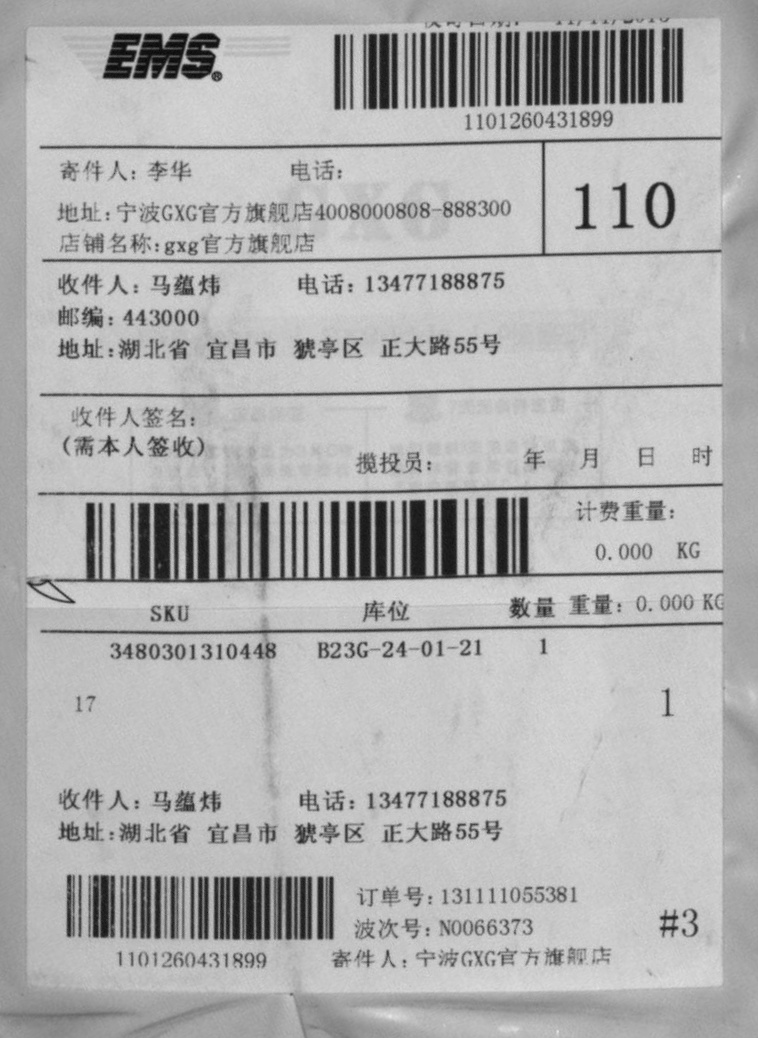 EMS®
1101260431899
寄件人: 李华 电话:
地址:宁波GXG官方旗舰店4008000808-888300
店铺名称:gxg官方旗舰店
110
收件人: 马蕴炜 电话: 13477188875
邮编: 443000
地址:湖北省 宜昌市 猇亭区 正大路55号
收件人签名:
(需本人签收)
揽投员: 年 月 日 时
计费重量:
0.000 KG
SKU 库位 数量 重量: 0.000 KG
3480301310448 B23G-24-01-21 1
17 1
收件人: 马蕴炜 电话: 13477188875
地址:湖北省 宜昌市 猇亭区 正大路55号
订单号: 131111055381
波次号: N0066373
#3
1101260431899 寄件人: 宁波GXG官方旗舰店